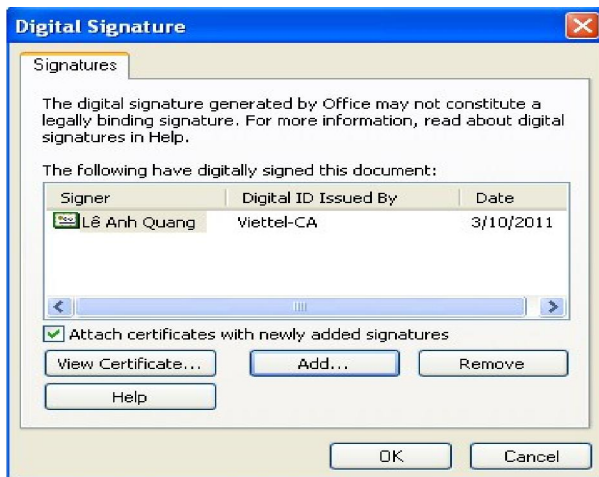 Digital Signature
Signatures
The digital signature generated by Office may not constitute a
legally binding signature. For more information, read about digital
signatures in Help.
The following have digitally signed this document:
Signer Digital ID Issued By Date
Lê Anh Quang Viettel-CA 3/10/2011
Attach certificates with newly added signatures
View Certificate... Add... Remove
Help
OK Cancel